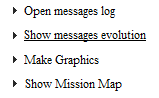 Open messages log
Show messages evolution
Make Graphics
Show Mission Map